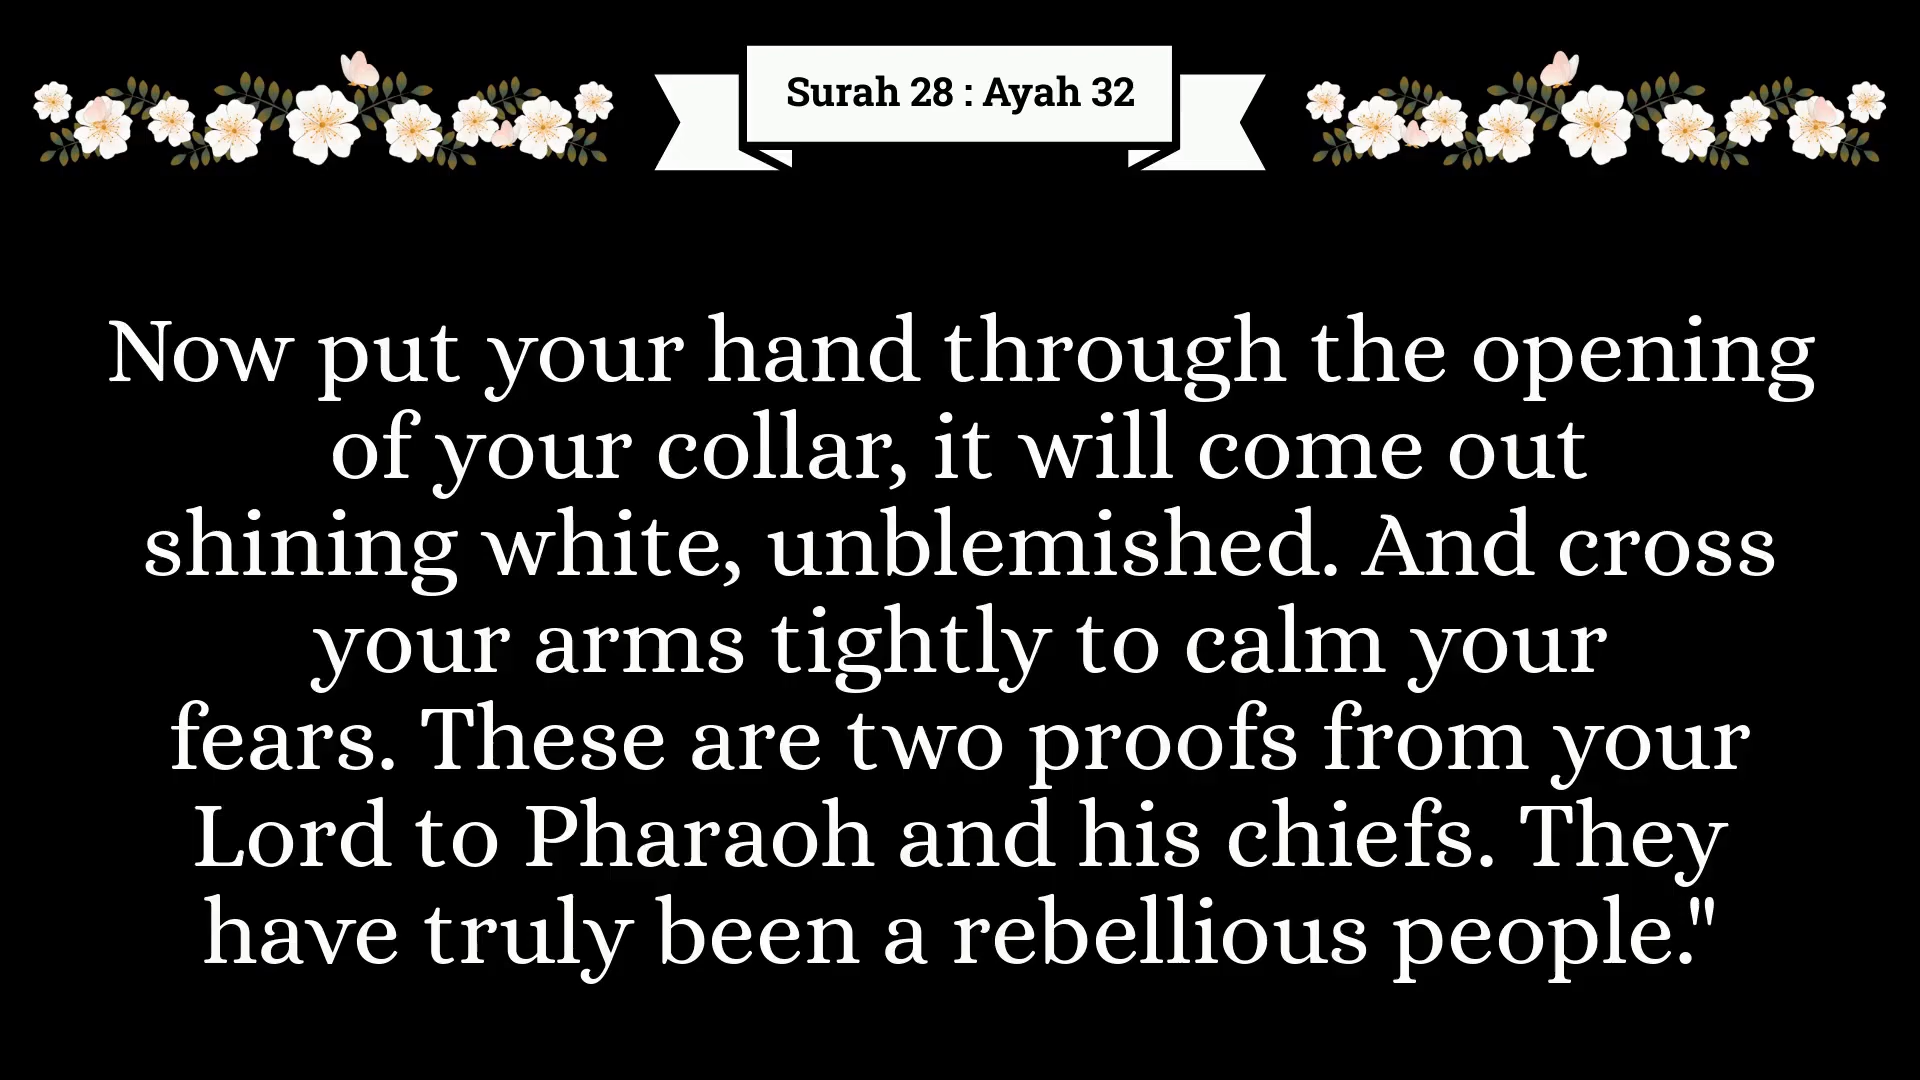 Surah 28 : Ayah 32
Now put your hand through the opening
of your collar, it will come out
shining white, unblemished. And cross
your arms tightly to calm your
fears. These are two proofs from your
Lord to Pharaoh and his chiefs. They
have truly been a rebellious people."